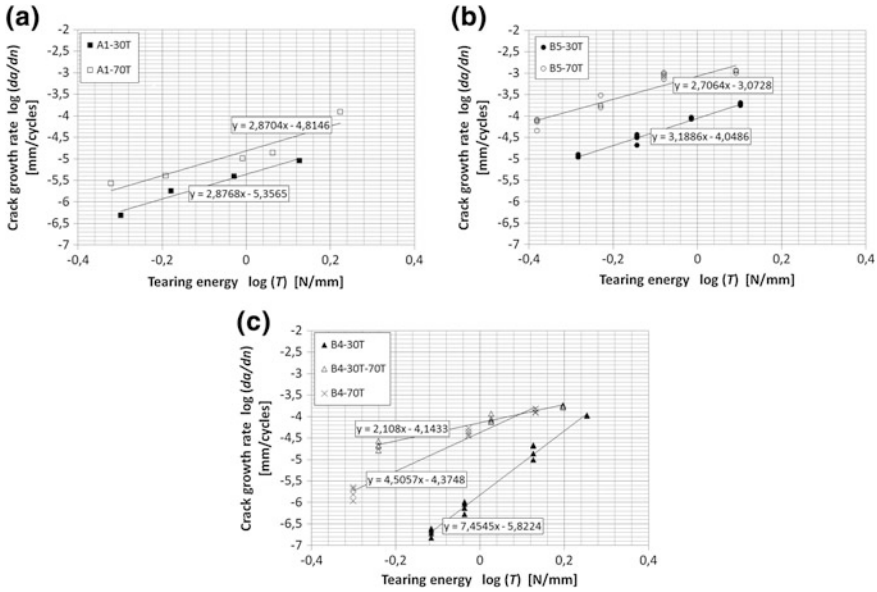 (a)
A1-30T
A1-70T
Crack growth rate log (da/dn)
[mm/cycles]
-2
-2,5
-3
-3,5
-4
-4,5
-5
-5,5
-6
-6,5
-7
y = 2,8704x - 4,8146
y = 2,8768x - 5,3565
-0,4 -0,2 0 0,2 0,4
Tearing energy log (T) [N/mm]
(b)
B5-30T
B5-70T
Crack growth rate log (da/dn)
[mm/cycles]
-2
-2,5
-3
-3,5
-4
-4,5
-5
-5,5
-6
-6,5
-7
y = 2,7064x - 3,0728
y = 3,1886x - 4,0486
-0,4 -0,2 0 0,2 0,4
Tearing energy log (T) [N/mm]
(c)
B4-30T
B4-30T-70T
B4-70T
Crack growth rate log (da/dn)
[mm/cycles]
-2
-2,5
-3
-3,5
-4
-4,5
-5
-5,5
-6
-6,5
-7
y = 2,108x - 4,1433
y = 4,5057x - 4,3748
y = 7,4545x - 5,8224
-0,4 -0,2 0 0,2 0,4
Tearing energy log (T) [N/mm]